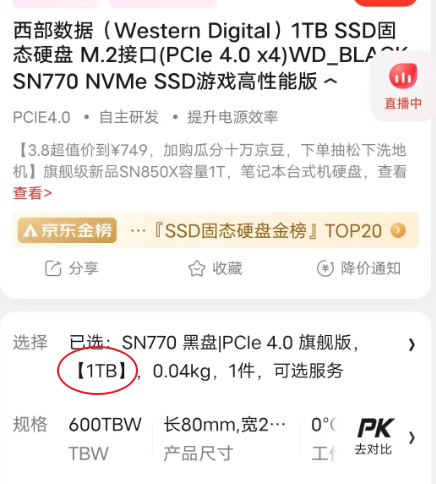 西部数据（Western Digital）1TB SSD固
态硬盘 M.2接口(PCIe 4.0 x4)WD_BLACK
SN770 NVMe SSD游戏高性能版
直播中
PCIE4.0 • 自主研发 • 提升电源效率
【3.8超值价到¥749，加购瓜分十万京豆，下单抽松下洗地
机】旗舰级新品SN850X容量1T，笔记本台式机硬盘，查看
查看>
京东金榜 ···『SSD固态硬盘金榜』TOP20
分享 收藏 降价通知
选择 已选：SN770 黑盘|PCIe 4.0 旗舰版，
【1TB】，0.04kg，1件，可选服务
规格 600TBW 长80mm,宽2··· 0°
TBW 产品尺寸
PK
去对比